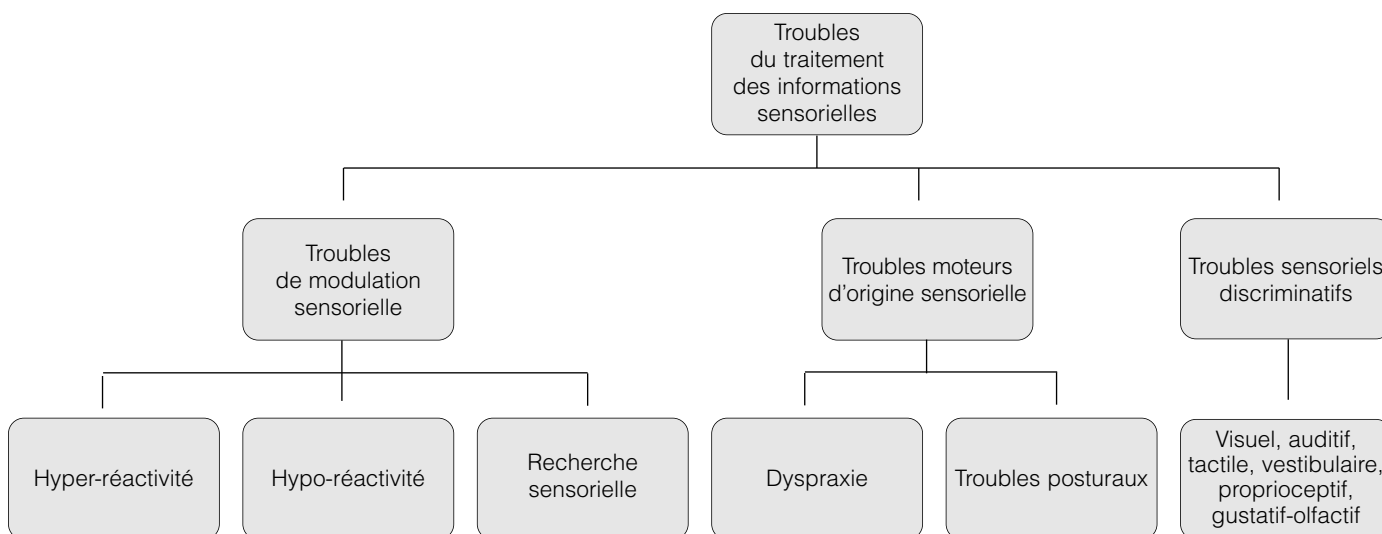 Troubles
du traitement
des informations
sensorielles
Troubles
de modulation
sensorielle
Troubles moteurs
d'origine sensorielle
Troubles sensoriels
discriminatifs
Hyper-réactivité
Hypo-réactivité
Recherche
sensorielle
Dyspraxie
Troubles posturaux
Visuel, auditif,
tactile, vestibulaire,
proprioceptif,
gustatif-olfactif